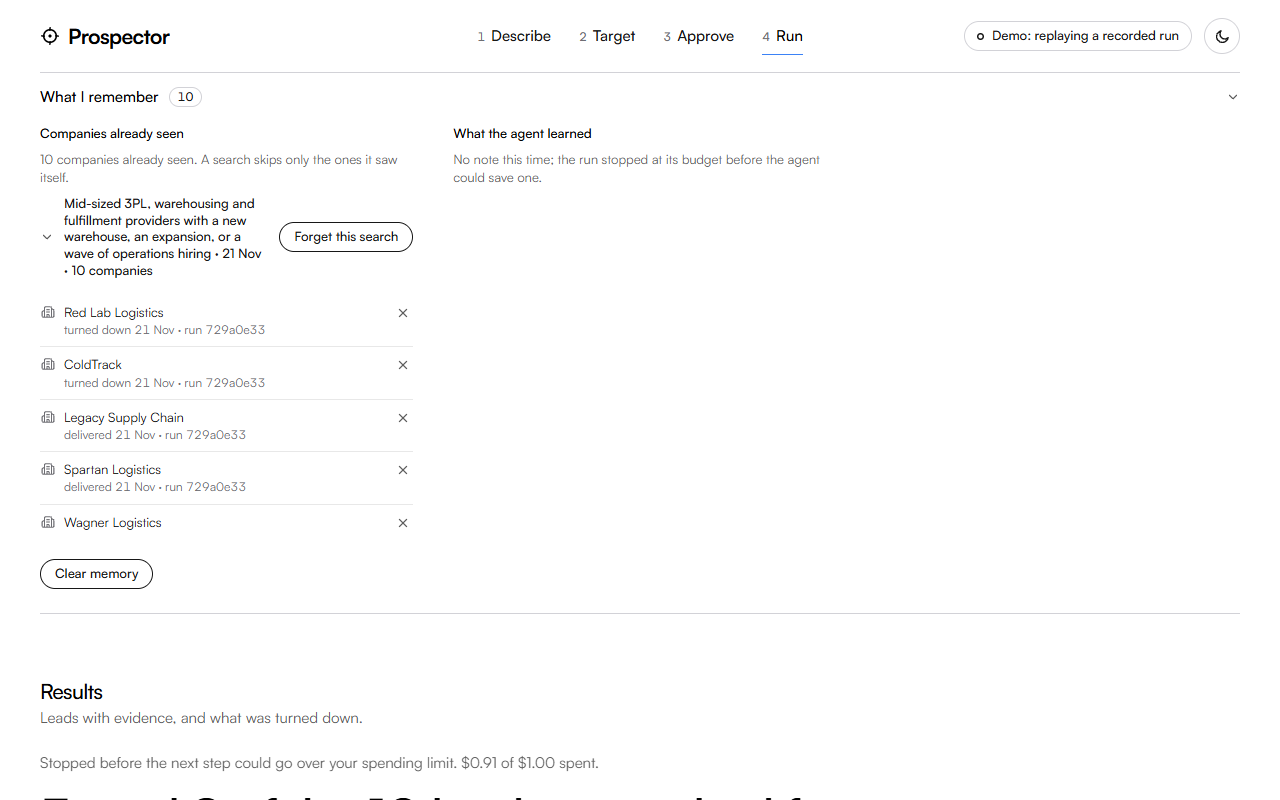 Prospector
1 Describe
2 Target
3 Approve
4 Run
Demo: replaying a recorded run
What I remember 10
Companies already seen
10 companies already seen. A search skips only the ones it saw
itself.
Mid-sized 3PL, warehousing and
fulfillment providers with a new
warehouse, an expansion, or a
wave of operations hiring · 21 Nov
· 10 companies
Forget this search
Red Lab Logistics
turned down 21 Nov · run 729a0e33
ColdTrack
turned down 21 Nov · run 729a0e33
Legacy Supply Chain
delivered 21 Nov · run 729a0e33
Spartan Logistics
delivered 21 Nov · run 729a0e33
Wagner Logistics
Clear memory
What the agent learned
No note this time; the run stopped at its budget before the agent
could save one.
Results
Leads with evidence, and what was turned down.
Stopped before the next step could go over your spending limit. $0.91 of $1.00 spent.